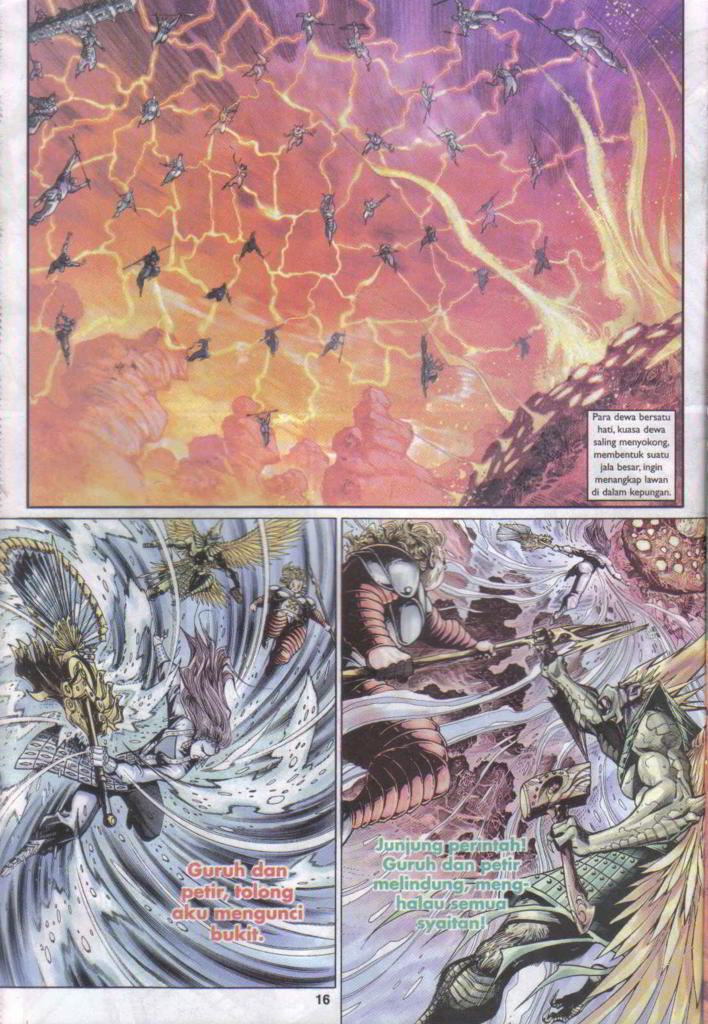 Para dewa bersatu
hati, kuasa dewa
saling menyokong,
membentuk suatu
jala besar, ingin
menangkap lawan
di dalam kepungan.
Guruh dan
petir, tolong
aku mengunci
bukit.
Junjung perintah!
Guruh dan petir
melindung, meng-
halau semua
syaitan!
16